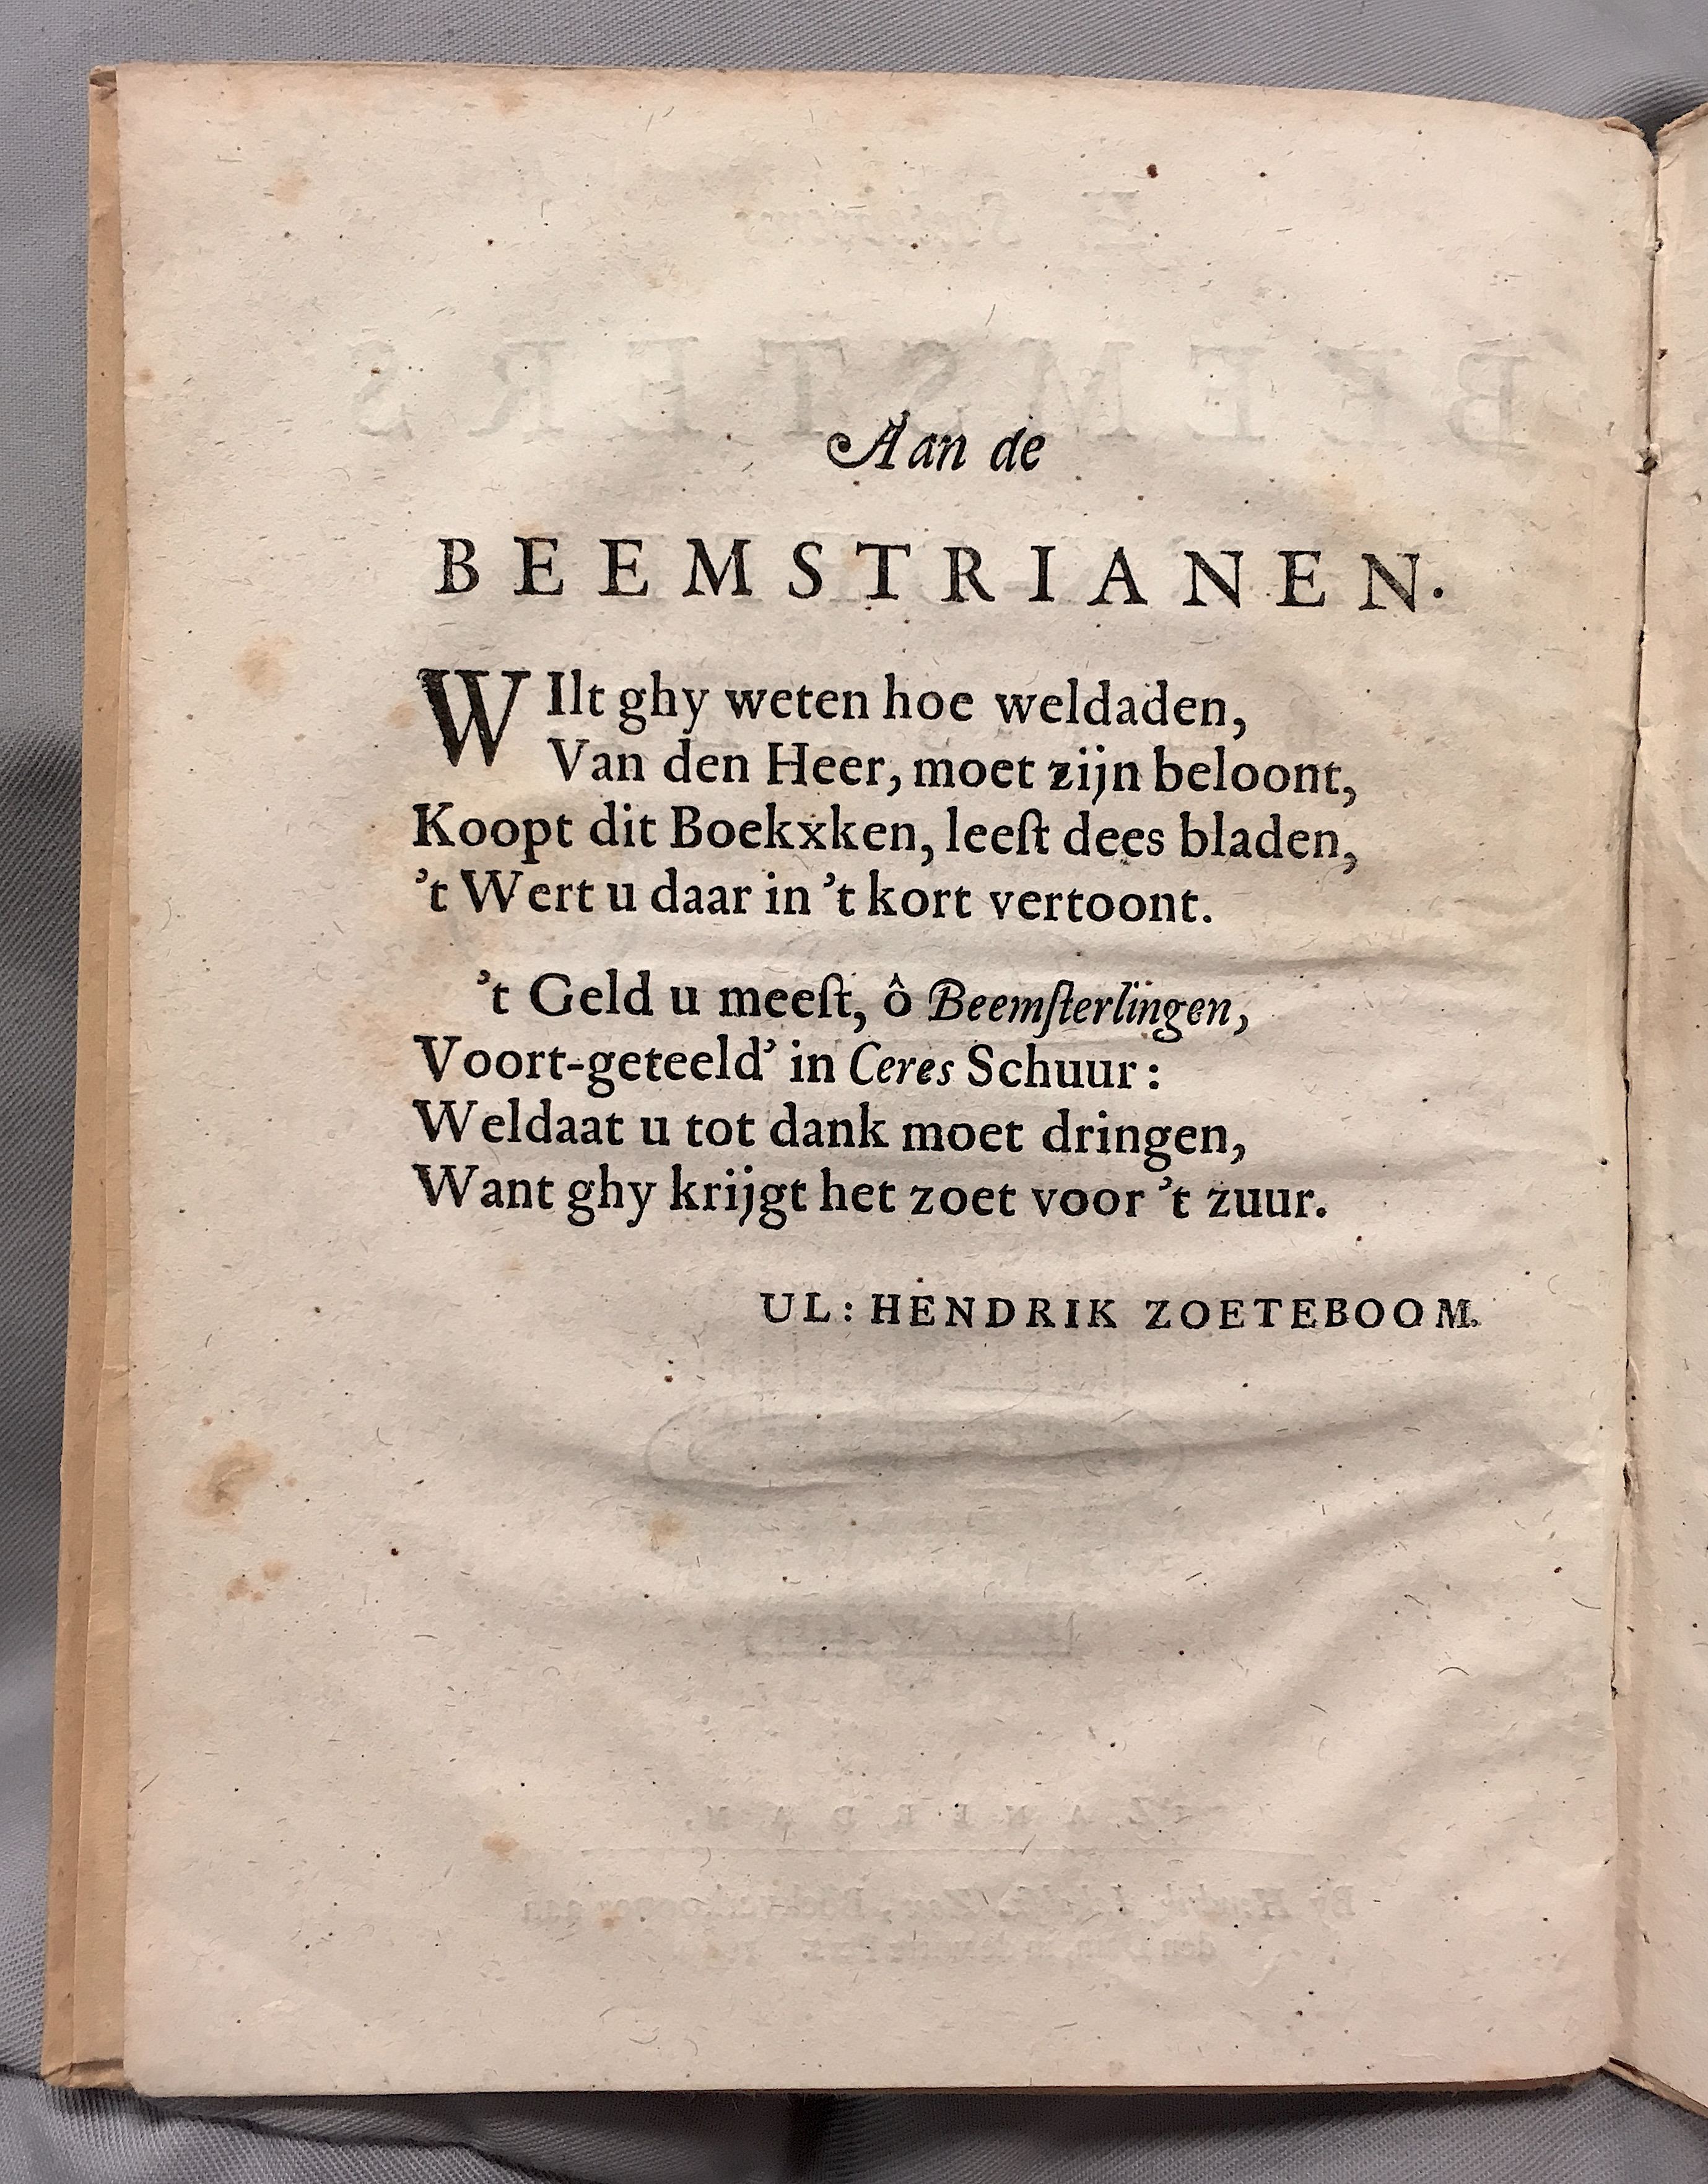 Aan de
BEEMSTRIANEN.
WIlt ghy weten hoe weldaden,
Van den Heer, moet zijn beloont,
Koopt dit Boekxken, leeſt dees bladen,
’t Wert u daar in ’t kort vertoont.
’t Geld u meeſt, ô Beemſterlingen,
Voort-geteeld’ in Ceres Schuur:
Weldaat u tot dank moet dringen,
Want ghy krijgt het zoet voor ’t zuur.
UL: HENDRIK ZOETEBOOM.